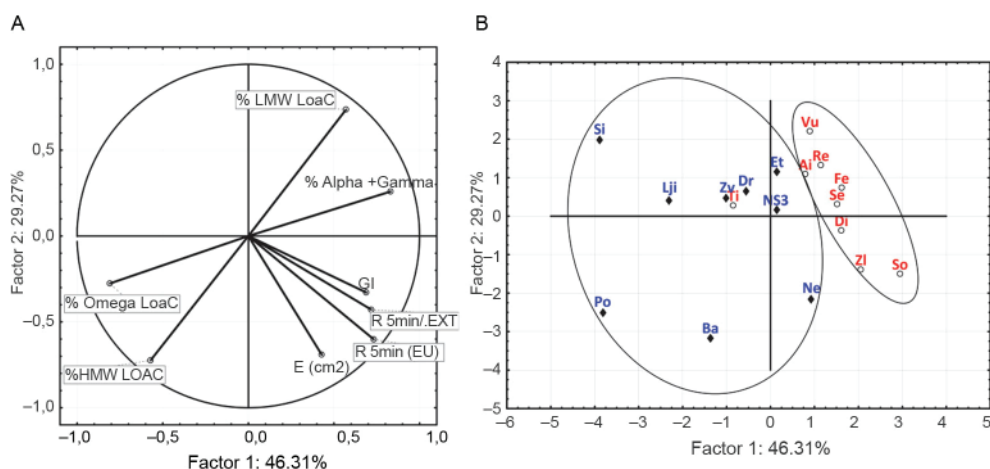 A
1,0
0,5
0,0
–0,5
–1,0
Factor 2: 29.27%
% LMW LoaC
% Alpha +Gamma
% Omega LoaC
%HMW LOAC
GI
R 5min/.EXT
R 5min (EU)
E (cm2)
–1,0 –0,5 0,0 0,5 1,0
Factor 1: 46.31%
B
4
3
2
1
0
–1
–2
–3
–4
–5
Factor 2: 29.27%
Si
Vu
Et
Ai
Re
Lji
Zv
Ti
Dr
NS3
Fe
Se
Di
Zl
So
Po
Ba
Ne
–6 –5 –4 –3 –2 –1 0 1 2 3 4 5
Factor 1: 46.31%